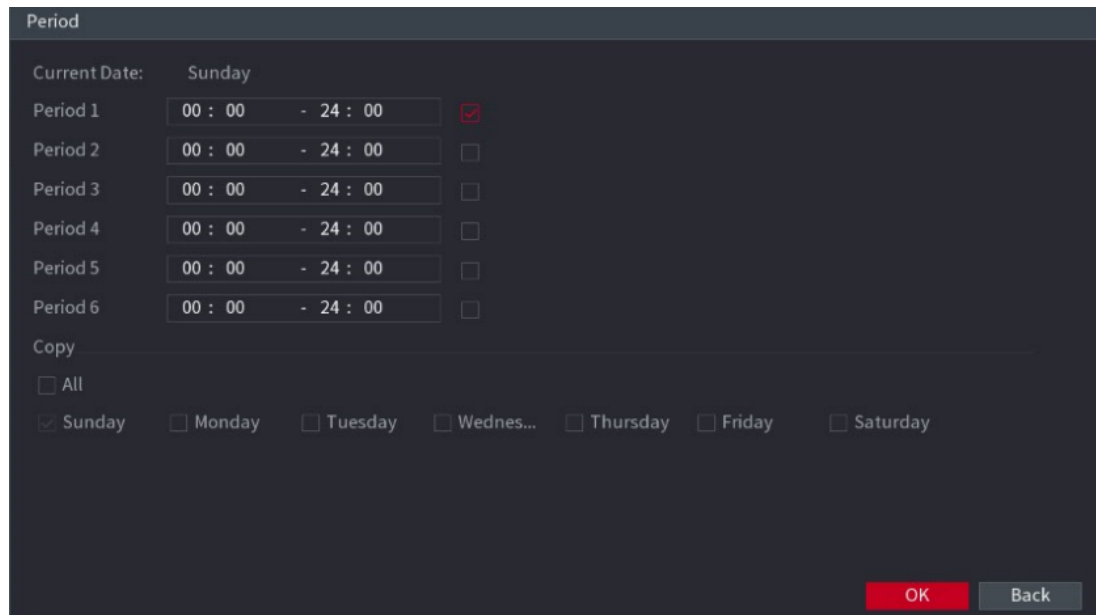 Period
Current Date: Sunday
Period 1 00 : 00 - 24 : 00
Period 2 00 : 00 - 24 : 00
Period 3 00 : 00 - 24 : 00
Period 4 00 : 00 - 24 : 00
Period 5 00 : 00 - 24 : 00
Period 6 00 : 00 - 24 : 00
Copy
All
Sunday Monday Tuesday Wednes... Thursday Friday Saturday
OK Back